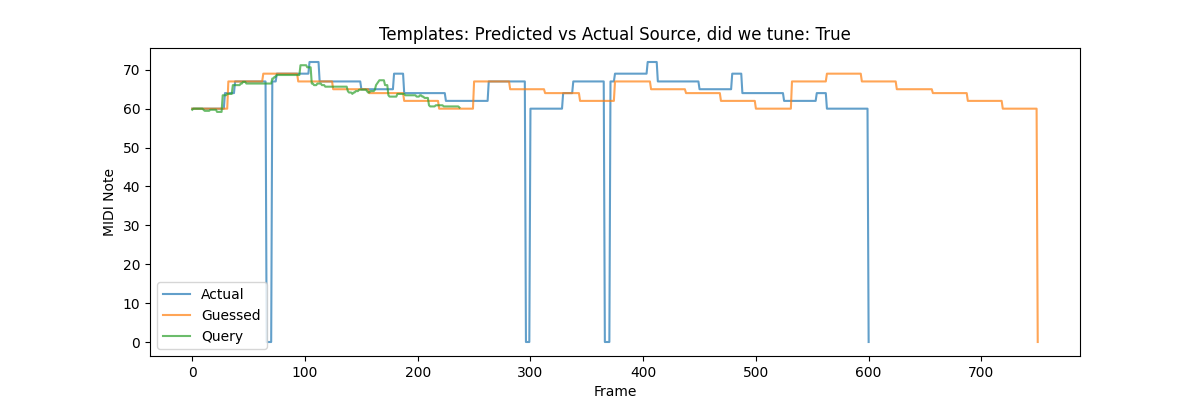 Templates: Predicted vs Actual Source, did we tune: True
MIDI Note
70
60
50
40
30
20
10
0
Actual
Guessed
Query
0 100 200 300 400 500 600 700
Frame